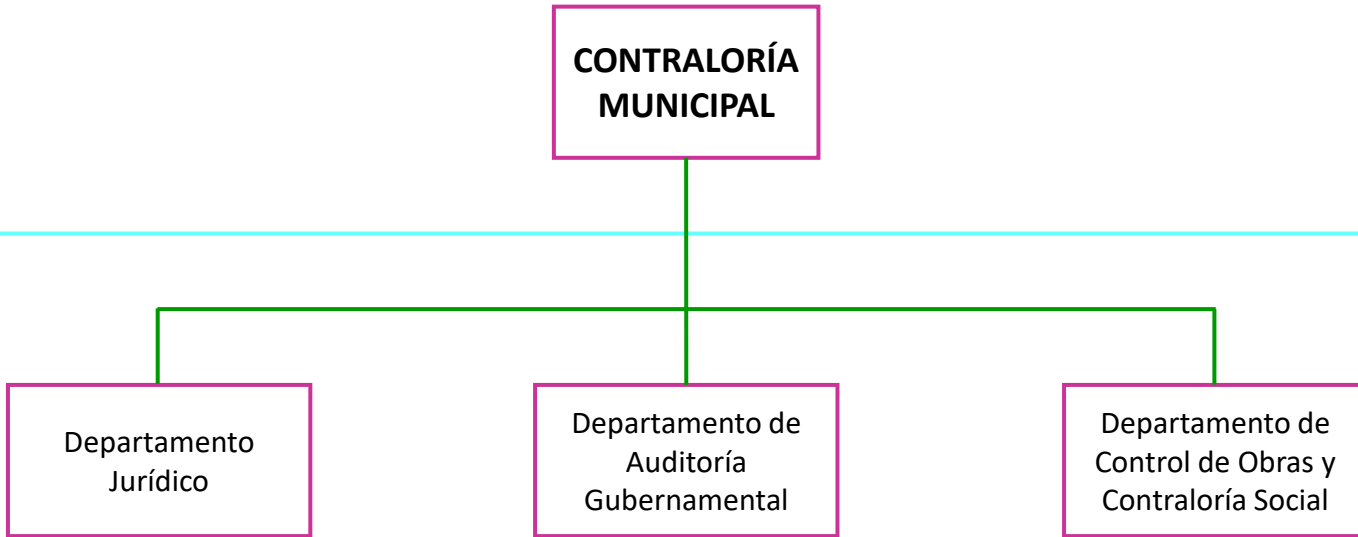 CONTRALORÍA
MUNICIPAL
Departamento
Jurídico
Departamento de
Auditoría
Gubernamental
Departamento de
Control de Obras y
Contraloría Social